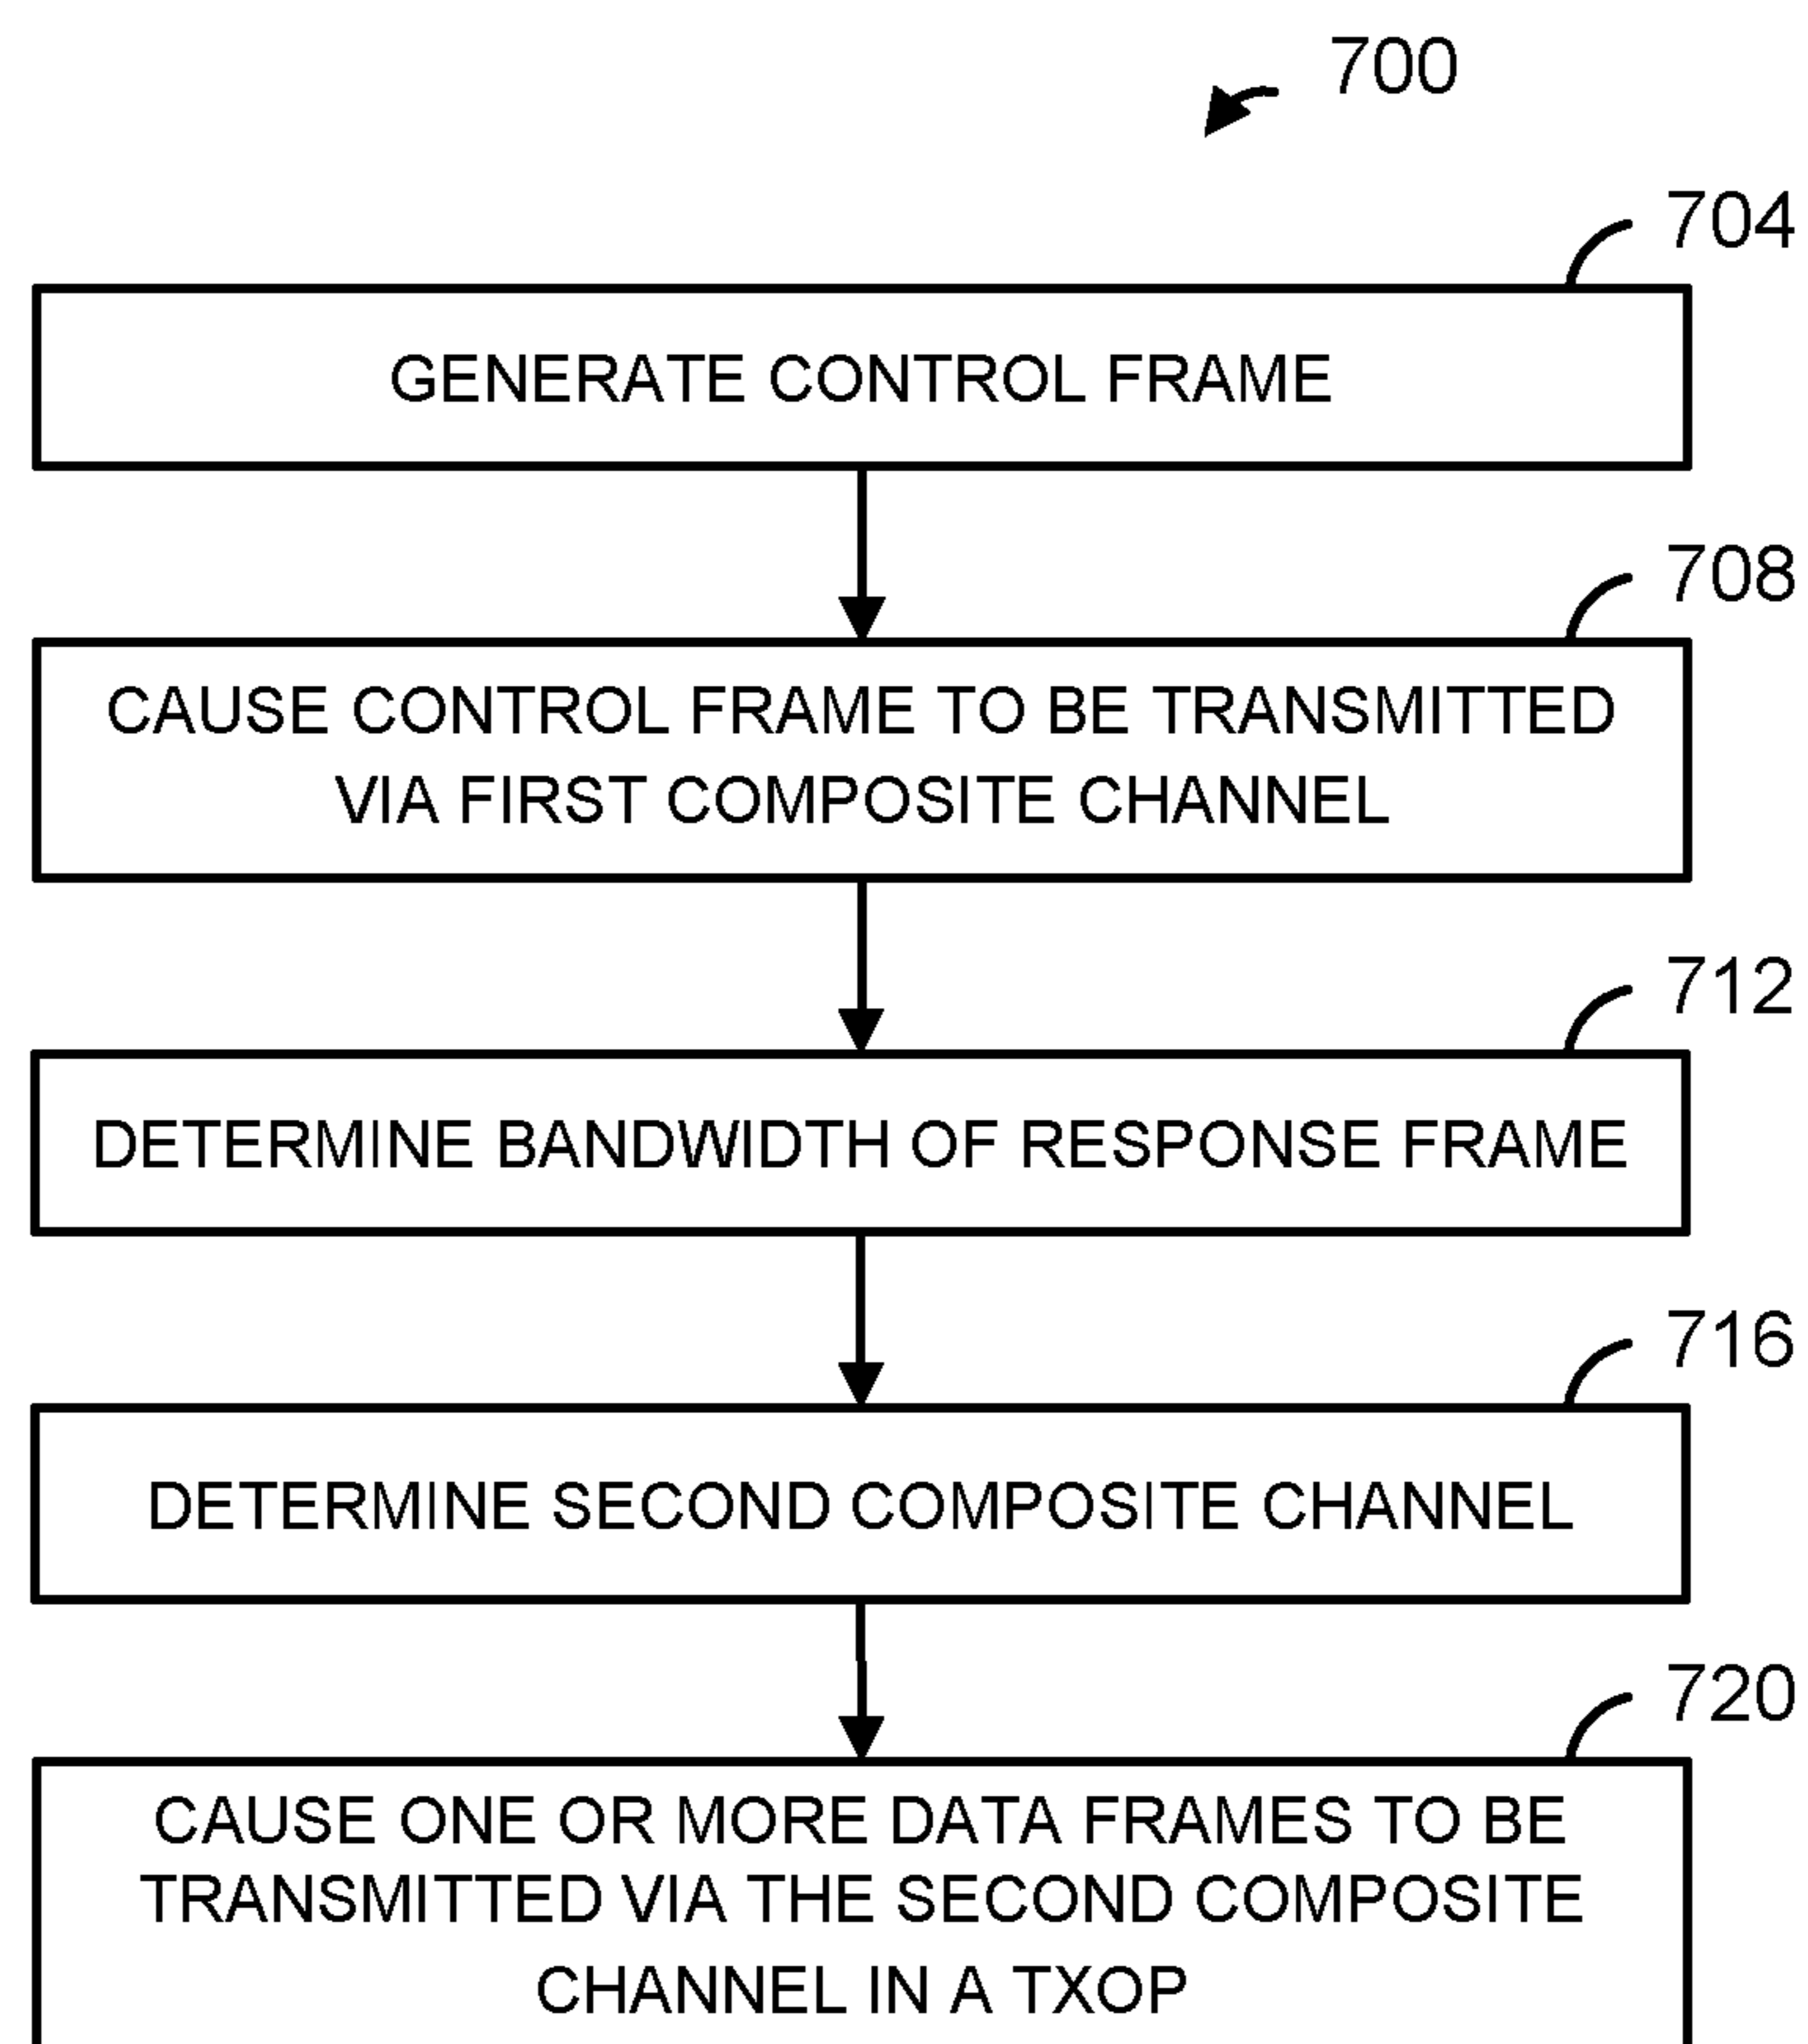 700
704
GENERATE CONTROL FRAME
708
CAUSE CONTROL FRAME TO BE TRANSMITTED
VIA FIRST COMPOSITE CHANNEL
712
DETERMINE BANDWIDTH OF RESPONSE FRAME
716
DETERMINE SECOND COMPOSITE CHANNEL
720
CAUSE ONE OR MORE DATA FRAMES TO BE
TRANSMITTED VIA THE SECOND COMPOSITE
CHANNEL IN A TXOP